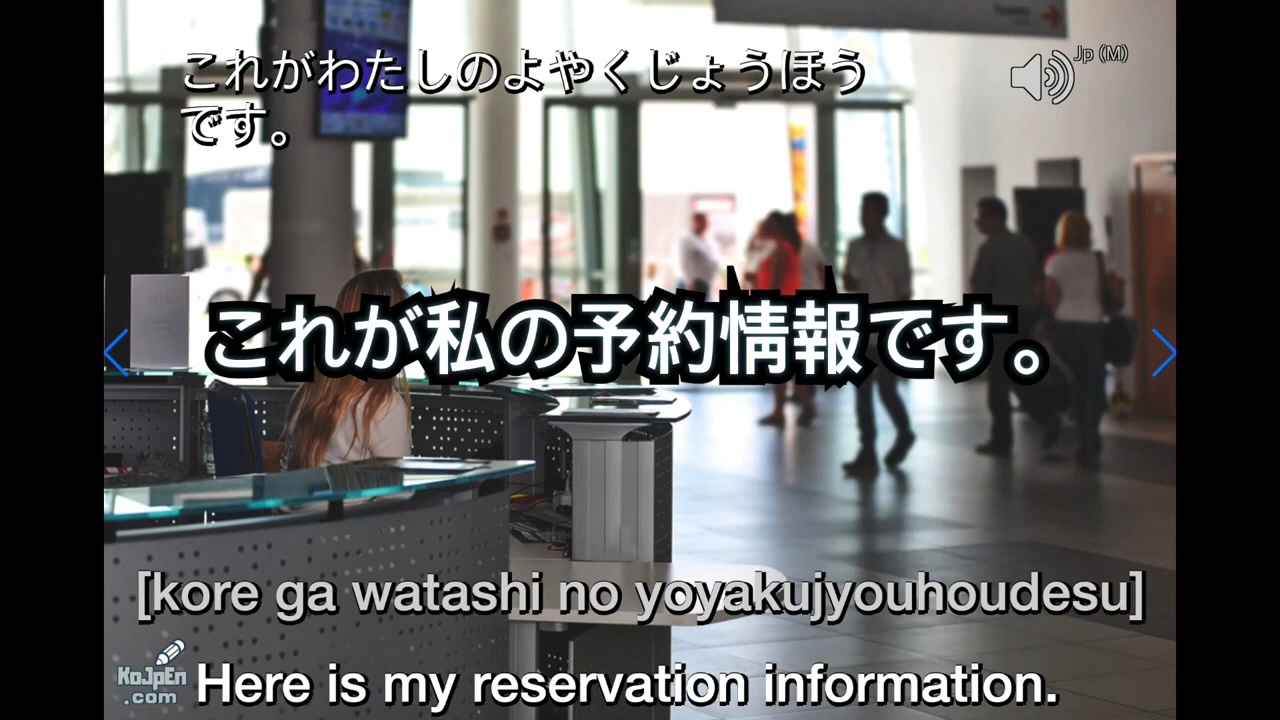 これがわたしのよやくじょうほう
です。
Jp (M)
これが私の予約情報です。
[kore ga watashi no yoyakujyouhoudesu]
KoJpEn
.com
Here is my reservation information.